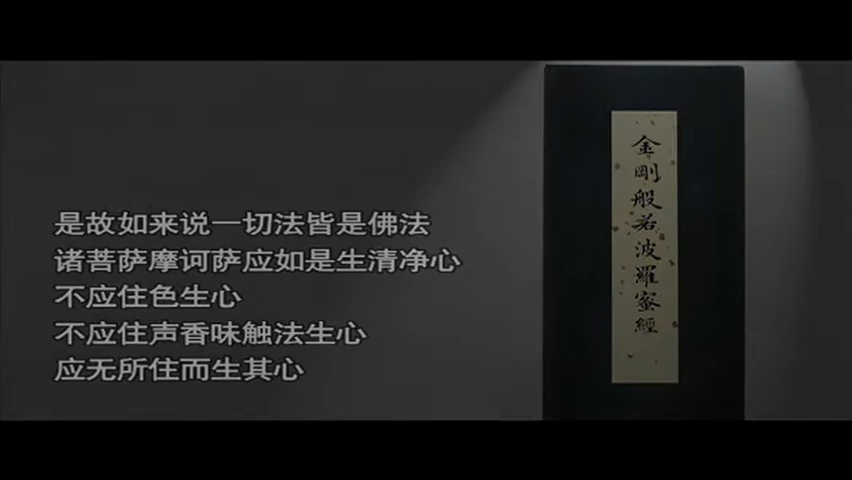 是故如来说一切法皆是佛法
诸菩萨摩诃萨应如是生清净心
不应住色生心
不应住声香味触法生心
应无所住而生其心
金剛般若波羅蜜經